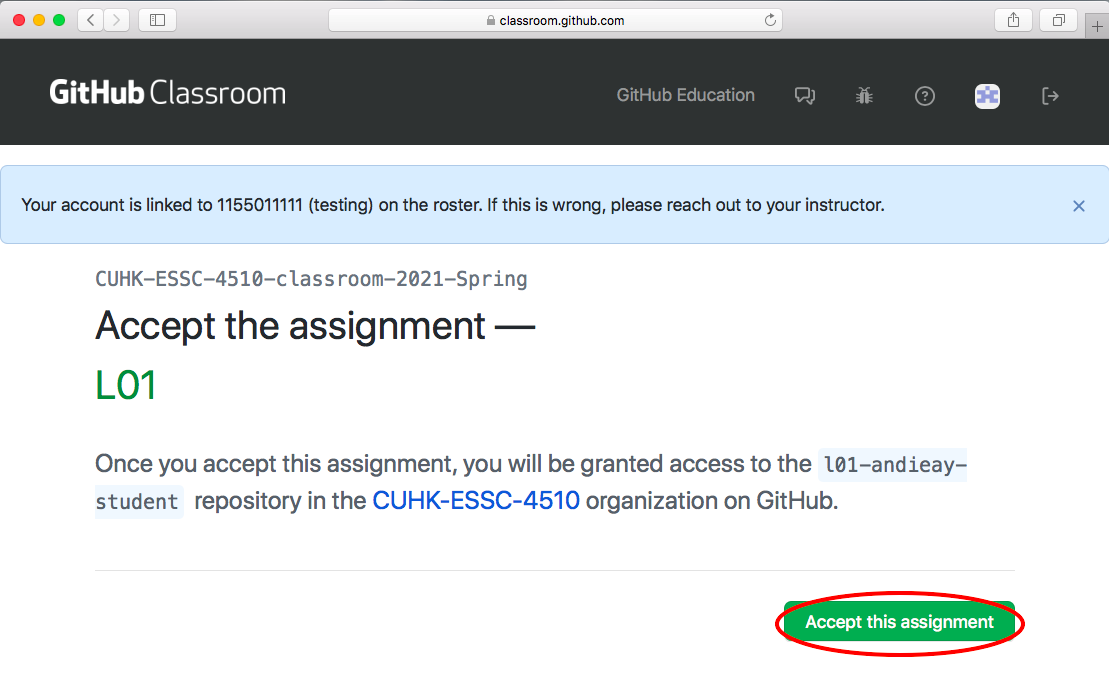 classroom.github.com
GitHub Classroom
GitHub Education
Your account is linked to 1155011111 (testing) on the roster. If this is wrong, please reach out to your instructor.
CUHK-ESSC-4510-classroom-2021-Spring
Accept the assignment —
L01
Once you accept this assignment, you will be granted access to the l01-andieay-
student repository in the CUHK-ESSC-4510 organization on GitHub.
Accept this assignment